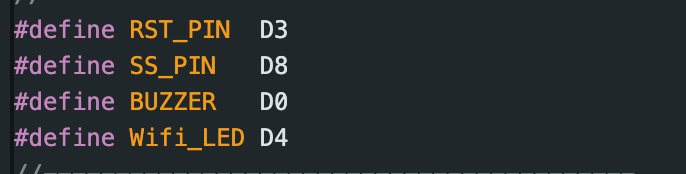 //
#define RST_PIN  D3
#define SS_PIN   D8
#define BUZZER   D0
#define Wifi_LED D4
//-----------------------------------------